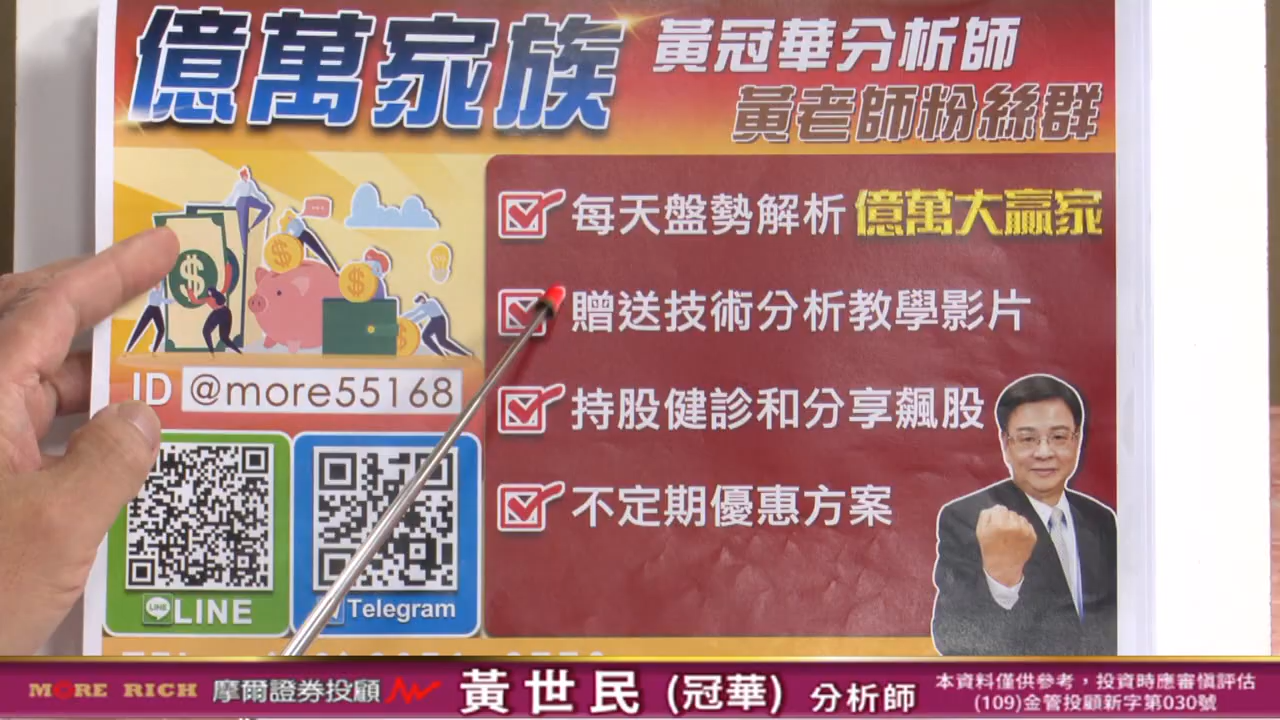 億萬家族
黃冠華分析師
黃老師粉絲群
每天盤勢解析 億萬大贏家
贈送技術分析教學影片
持股健診和分享飆股
不定期優惠方案
ID @more55168
LINE
Telegram
MORE RICH 摩爾證券投顧
黃世民(冠華) 分析師
本資料僅供參考，投資時應審慎評估
(109)金管投顧新字第030號